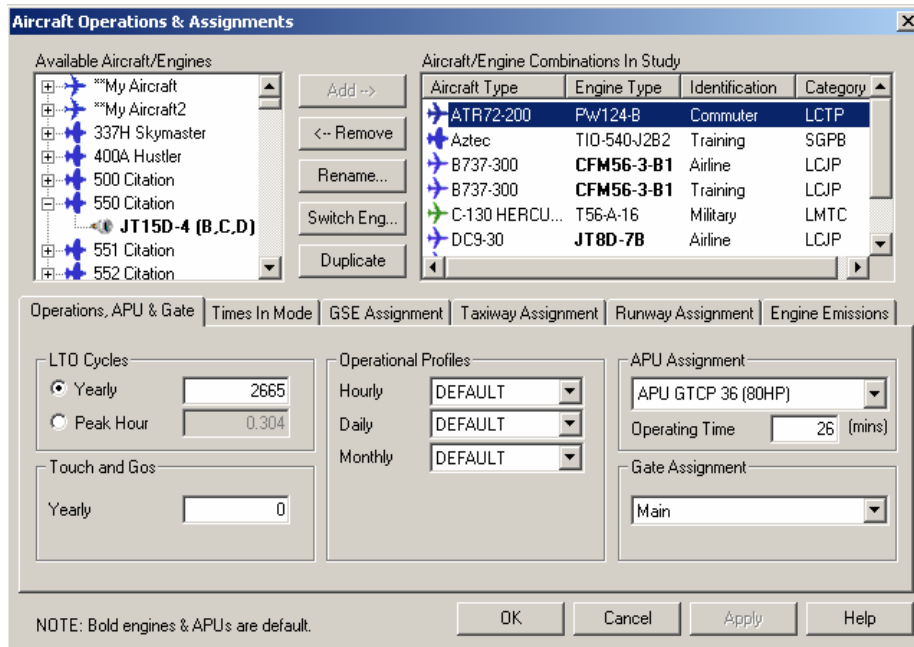 Aircraft Operations & Assignments
Available Aircraft/Engines
**My Aircraft
**My Aircraft2
337H Skymaster
400A Hustler
500 Citation
550 Citation
JT15D-4 (B,C,D)
551 Citation
552 Citation
Add -->
<-- Remove
Rename...
Switch Eng...
Duplicate
Aircraft/Engine Combinations In Study
Aircraft Type Engine Type Identification Category
ATR72-200 PW124-B Commuter LCTP
Aztec TIO-540-J2B2 Training SGPB
B737-300 CFM56-3-B1 Airline LCJP
B737-300 CFM56-3-B1 Training LCJP
C-130 HERCU... T56-A-16 Military LMTC
DC9-30 JT8D-7B Airline LCJP
Operations, APU & Gate Times In Mode GSE Assignment Taxiway Assignment Runway Assignment Engine Emissions
LTO Cycles
Yearly 2665
Peak Hour 0.304
Touch and Gos
Yearly 0
Operational Profiles
Hourly DEFAULT
Daily DEFAULT
Monthly DEFAULT
APU Assignment
APU GTCP 36 (80HP)
Operating Time 26 (mins)
Gate Assignment
Main
NOTE: Bold engines & APUs are default.
OK Cancel Apply Help